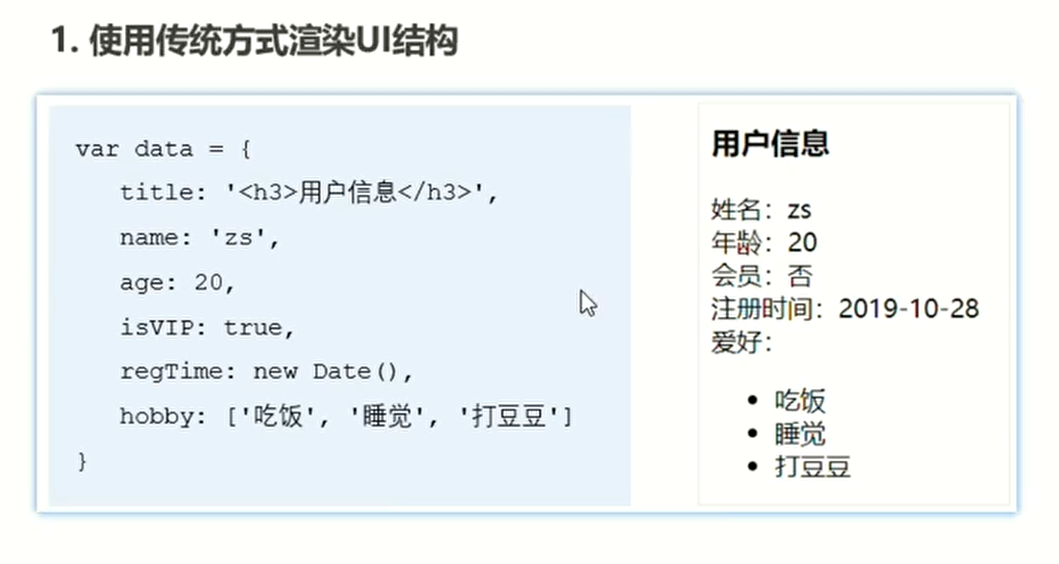 1. 使用传统方式渲染UI结构
var data = {
title: '<h3>用户信息</h3>',
name: 'zs',
age: 20,
isVIP: true,
regTime: new Date(),
hobby: ['吃饭', '睡觉', '打豆豆']
}
用户信息
姓名：zs
年龄：20
会员：否
注册时间：2019-10-28
爱好：
• 吃饭
• 睡觉
• 打豆豆